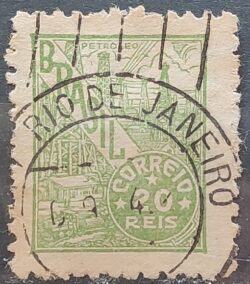 PETROLEO
BRASIL
RIO DE JANEIRO
CORREIO
20
REIS